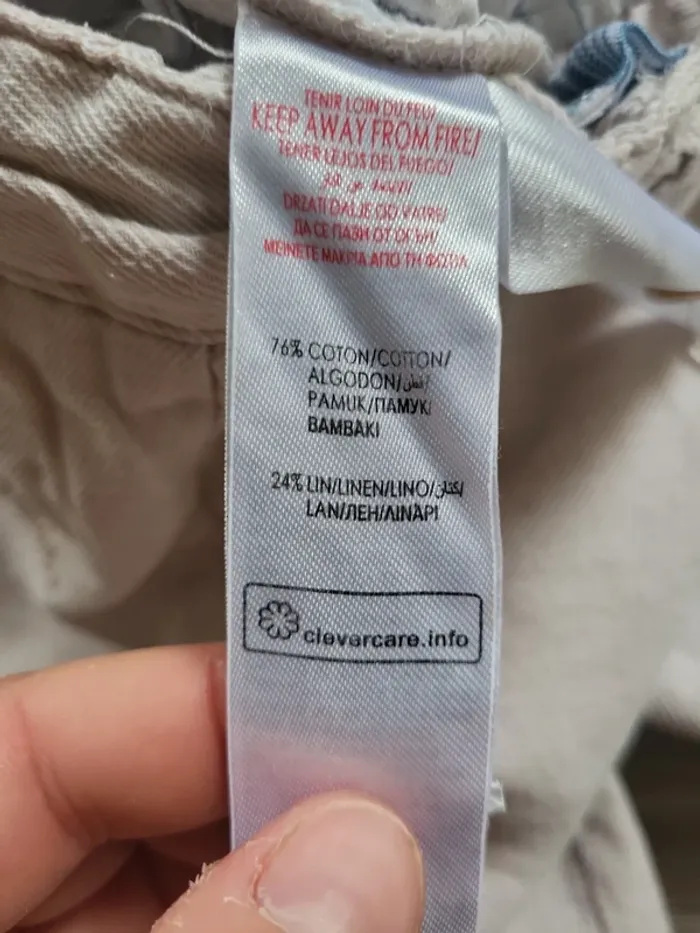 TENIR LOIN DU FEU/
KEEP AWAY FROM FIRE/
TENER LEJOS DEL FUEGO/
DRZATI DALJE OD VATRE/
ДА СЕ ПАЗИ ОТ ОГЪН/
ΜΕΙΝΕΤΕ ΜΑΚΡΙΑ ΑΠΟ ΤΗ ΦΩΤΙΑ
76% COTON/COTTON/
ALGODON/قطن/
PAMUK/ПАМУК/
BAMBAKI
24% LIN/LINEN/LINO/كتان/
LAN/ЛЕН/ΛΙΝΑΡΙ
clevercare.info